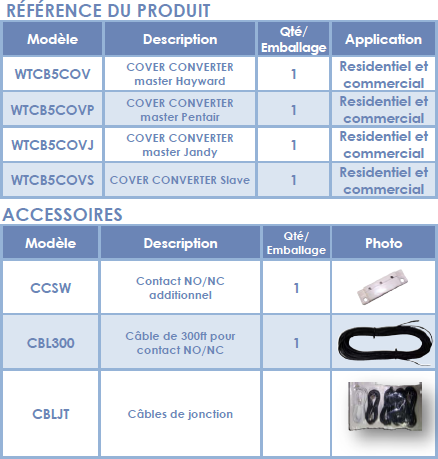 RÉFÉRENCE DU PRODUIT
Modèle
Description
Qté/
Emballage
Application
WTCB5COV
COVER CONVERTER
master Hayward
1
Residentiel et
commercial
WTCB5COVP
COVER CONVERTER
master Pentair
1
Residentiel et
commercial
WTCB5COVJ
COVER CONVERTER
master Jandy
1
Residentiel et
commercial
WTCB5COVS
COVER CONVERTER Slave
1
Residentiel et
commercial
ACCESSOIRES
Modèle
Description
Qté/
Emballage
Photo
CCSW
Contact NO/NC
additionnel
1
CBL300
Câble de 300ft pour
contact NO/NC
1
CBLJT
Câbles de jonction